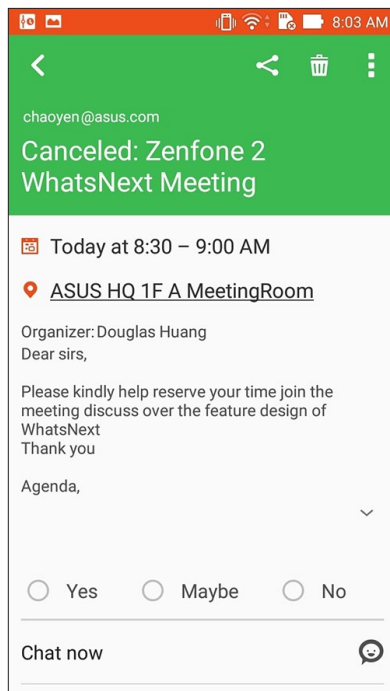 8:03 AM
chaoyen@asus.com
Canceled: Zenfone 2
WhatsNext Meeting
Today at 8:30 – 9:00 AM
ASUS HQ 1F A MeetingRoom
Organizer: Douglas Huang
Dear sirs,
Please kindly help reserve your time join the
meeting discuss over the feature design of
WhatsNext
Thank you
Agenda,
Yes Maybe No
Chat now